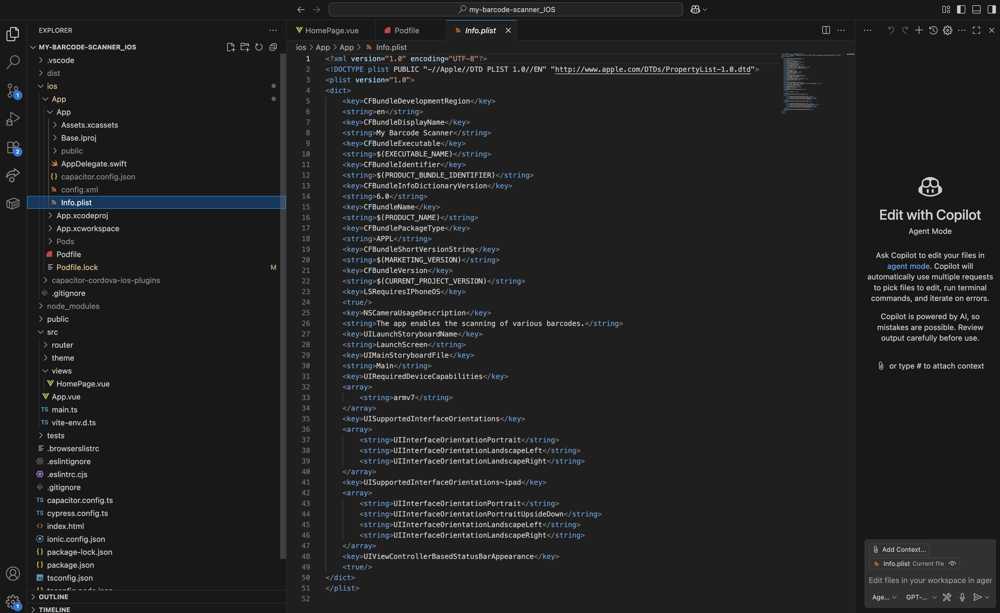 my-barcode-scanner_IOS
EXPLORER
MY-BARCODE-SCANNER_IOS
.vscode
dist
ios
App
App
Assets.xcassets
Base.lproj
public
AppDelegate.swift
{} capacitor.config.json
config.xml
Info.plist
App.xcodeproj
App.xcworkspace
Pods
Podfile
Podfile.lock M
capacitor-cordova-ios-plugins
.gitignore
node_modules
public
src
router
theme
views
HomePage.vue
App.vue
TS main.ts
TS vite-env.d.ts
tests
.browserslistrc
.eslintignore
.eslintrc.cjs
.gitignore
TS capacitor.config.ts
TS cypress.config.ts
<> index.html
ionic.config.json
{} package-lock.json
{} package.json
TS tsconfig.json
OUTLINE
TIMELINE
1
2
1
HomePage.vue
Podfile
Info.plist
ios > App > App > Info.plist
1 <?xml version="1.0" encoding="UTF-8"?>
2 <!DOCTYPE plist PUBLIC "-//Apple//DTD PLIST 1.0//EN" "http://www.apple.com/DTDs/PropertyList-1.0.dtd">
3 <plist version="1.0">
4 <dict>
5 <key>CFBundleDevelopmentRegion</key>
6 <string>en</string>
7 <key>CFBundleDisplayName</key>
8 <string>My Barcode Scanner</string>
9 <key>CFBundleExecutable</key>
10 <string>$(EXECUTABLE_NAME)</string>
11 <key>CFBundleIdentifier</key>
12 <string>$(PRODUCT_BUNDLE_IDENTIFIER)</string>
13 <key>CFBundleInfoDictionaryVersion</key>
14 <string>6.0</string>
15 <key>CFBundleName</key>
16 <string>$(PRODUCT_NAME)</string>
17 <key>CFBundlePackageType</key>
18 <string>APPL</string>
19 <key>CFBundleShortVersionString</key>
20 <string>$(MARKETING_VERSION)</string>
21 <key>CFBundleVersion</key>
22 <string>$(CURRENT_PROJECT_VERSION)</string>
23 <key>LSRequiresIPhoneOS</key>
24 <true/>
25 <key>NSCameraUsageDescription</key>
26 <string>The app enables the scanning of various barcodes.</string>
27 <key>UILaunchStoryboardName</key>
28 <string>LaunchScreen</string>
29 <key>UIMainStoryboardFile</key>
30 <string>Main</string>
31 <key>UIRequiredDeviceCapabilities</key>
32 <array>
33 <string>armv7</string>
34 </array>
35 <key>UISupportedInterfaceOrientations</key>
36 <array>
37 <string>UIInterfaceOrientationPortrait</string>
38 <string>UIInterfaceOrientationLandscapeLeft</string>
39 <string>UIInterfaceOrientationLandscapeRight</string>
40 </array>
41 <key>UISupportedInterfaceOrientations~ipad</key>
42 <array>
43 <string>UIInterfaceOrientationPortrait</string>
44 <string>UIInterfaceOrientationPortraitUpsideDown</string>
45 <string>UIInterfaceOrientationLandscapeLeft</string>
46 <string>UIInterfaceOrientationLandscapeRight</string>
47 </array>
48 <key>UIViewControllerBasedStatusBarAppearance</key>
49 <true/>
50 </dict>
51 </plist>
52
Edit with Copilot
Agent Mode
Ask Copilot to edit your files in
agent mode. Copilot will
automatically use multiple requests
to pick files to edit, run terminal
commands, and iterate on errors.
Copilot is powered by AI, so
mistakes are possible. Review
output carefully before use.
or type # to attach context
Add Context...
Info.plist Current file
Edit files in your workspace in ager
Age... GPT-...